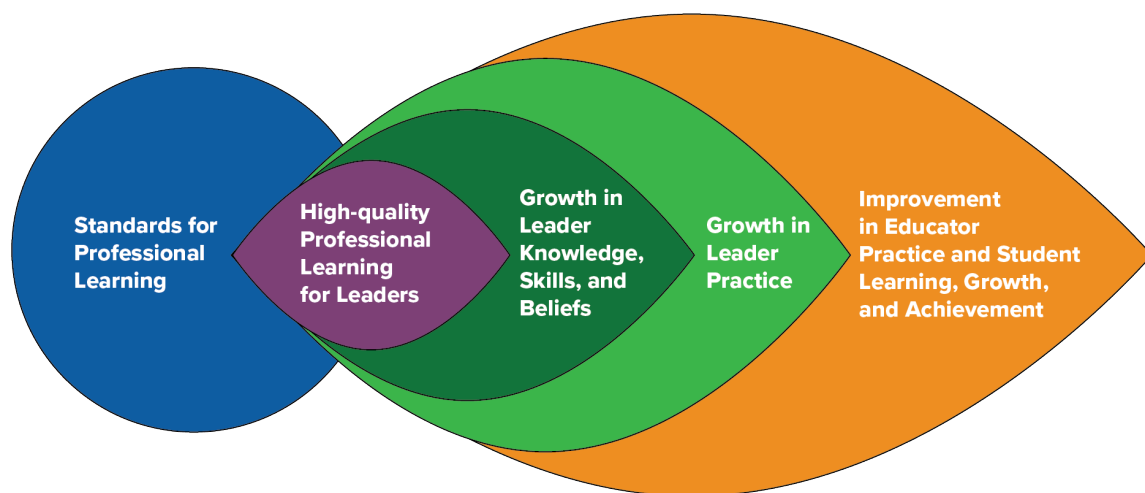 Standards for
Professional
Learning
High-quality
Professional
Learning
for Leaders
Growth in
Leader
Knowledge,
Skills, and
Beliefs
Growth in
Leader
Practice
Improvement
in Educator
Practice and Student
Learning, Growth,
and Achievement